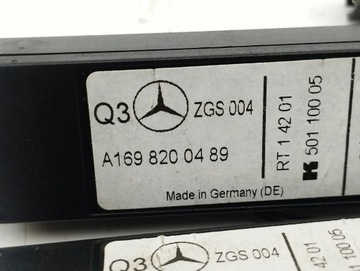 Q3 ZGS 004
A169 820 04 89
Made in Germany (DE)
RT 1 42 01
K 501 100 05
Q3 ZGS 004
42 01
100 05